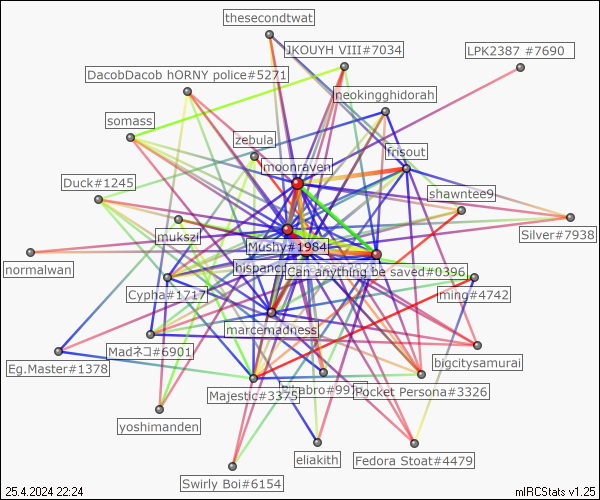 thesecondtwat
JKOUYH VIII#7034
LPK2387 #7690
DacobDacob hORNY police#5271
neokingghidorah
somass
zebula
frisout
moonraven
Duck#1245
shawntee9
Silver#7938
mukszi
Mushy#1984
normalwan
hispanc
Can anything be saved#0396
Cypha#1717
ming#4742
marcemadness
Madネコ#6901
bigcitysamurai
Eg.Master#1378
Majestic#3375
Pocket Persona#3326
yoshimanden
eliakith
Fedora Stoat#4479
Swirly Boi#6154
25.4.2024 22:24
mIRCStats v1.25